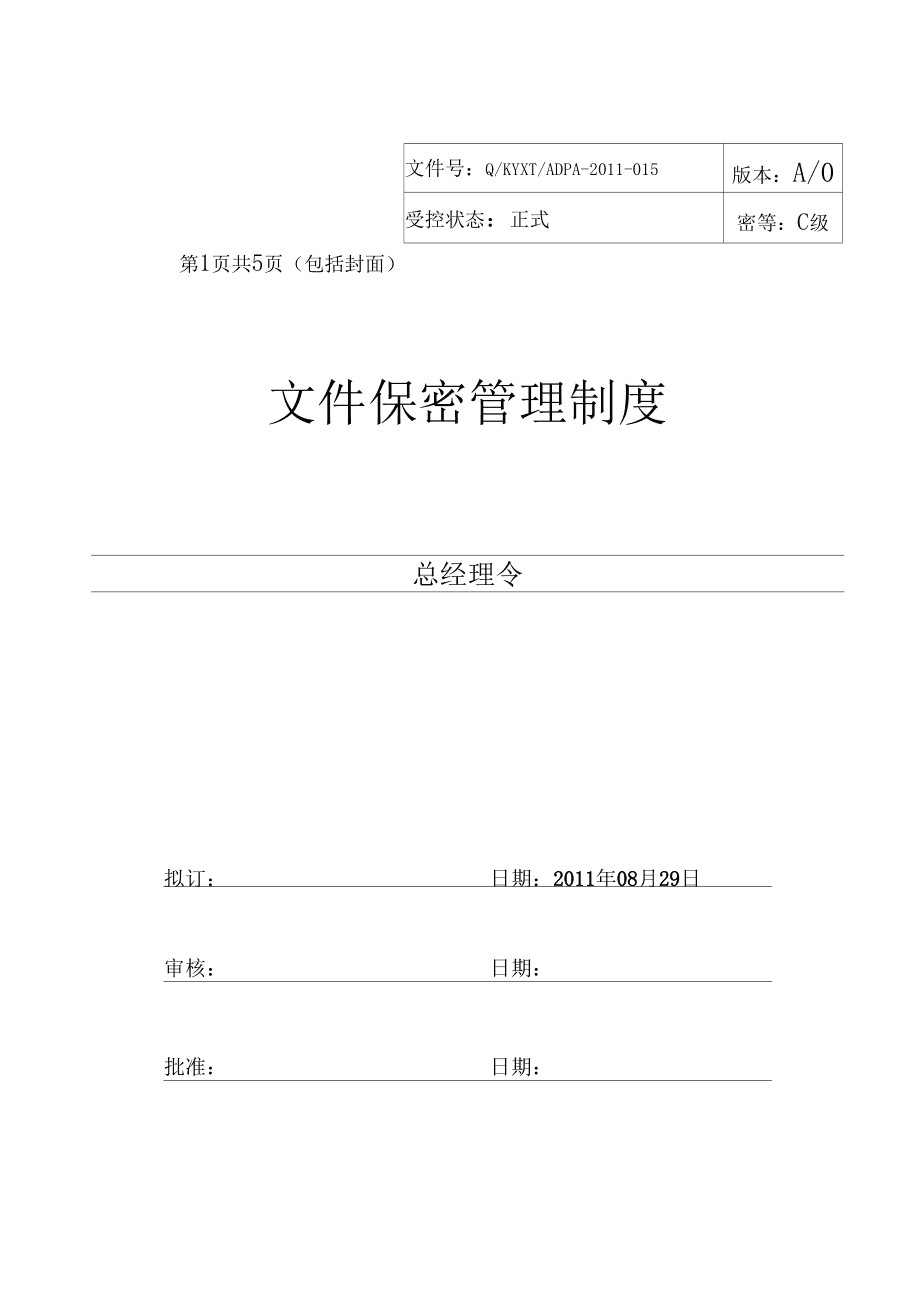 文件号：Q/KYXT/ADPA-2011-015 版本：A/0
受控状态：正式 密等：C级
第1页共5页（包括封面）
文件保密管理制度
总经理令
拟订： 日期：2011年08月29日
审核： 日期：
批准： 日期：